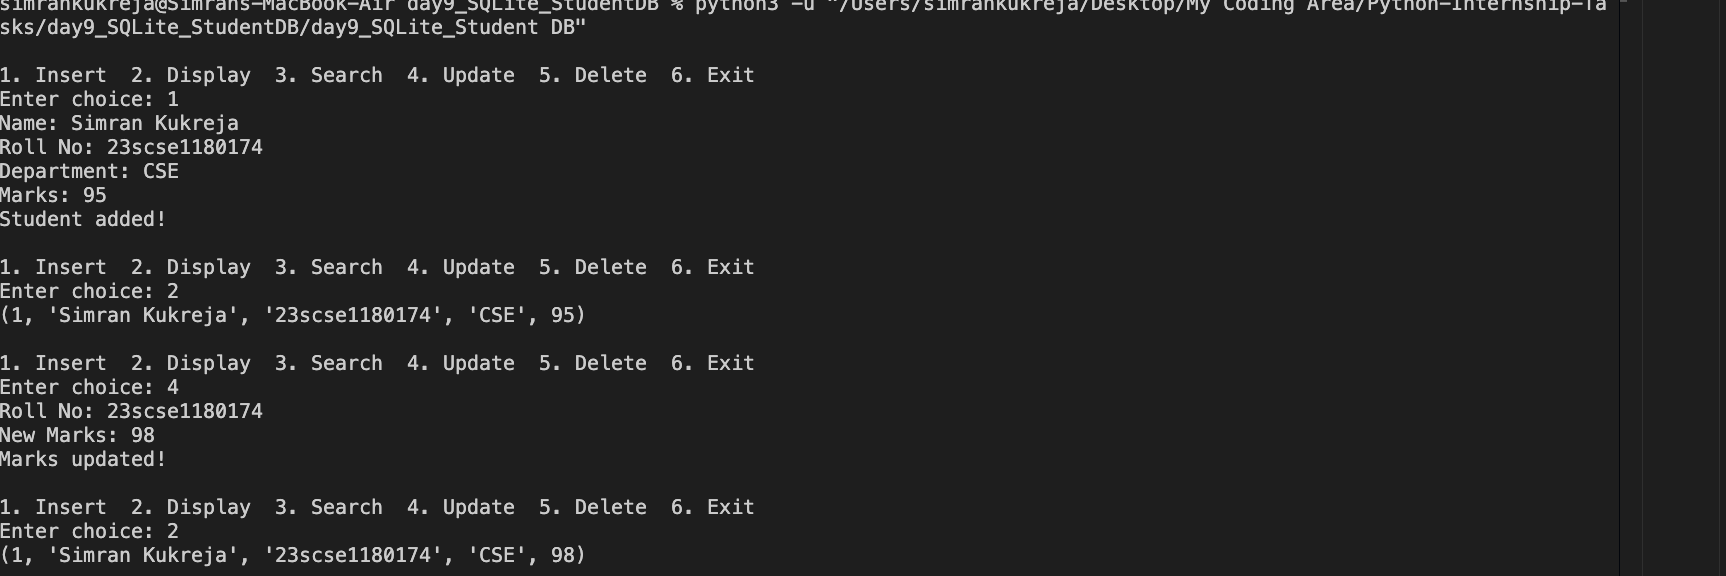 simrankukreja@Simrans-MacBook-Air day9_SQLite_StudentDB % python3 -u "/Users/simrankukreja/Desktop/My Coding Area/Python-Internship-Ta
sks/day9_SQLite_StudentDB/day9_SQLite_Student DB"
1. Insert  2. Display  3. Search  4. Update  5. Delete  6. Exit
Enter choice: 1
Name: Simran Kukreja
Roll No: 23scse1180174
Department: CSE
Marks: 95
Student added!
1. Insert  2. Display  3. Search  4. Update  5. Delete  6. Exit
Enter choice: 2
(1, 'Simran Kukreja', '23scse1180174', 'CSE', 95)
1. Insert  2. Display  3. Search  4. Update  5. Delete  6. Exit
Enter choice: 4
Roll No: 23scse1180174
New Marks: 98
Marks updated!
1. Insert  2. Display  3. Search  4. Update  5. Delete  6. Exit
Enter choice: 2
(1, 'Simran Kukreja', '23scse1180174', 'CSE', 98)